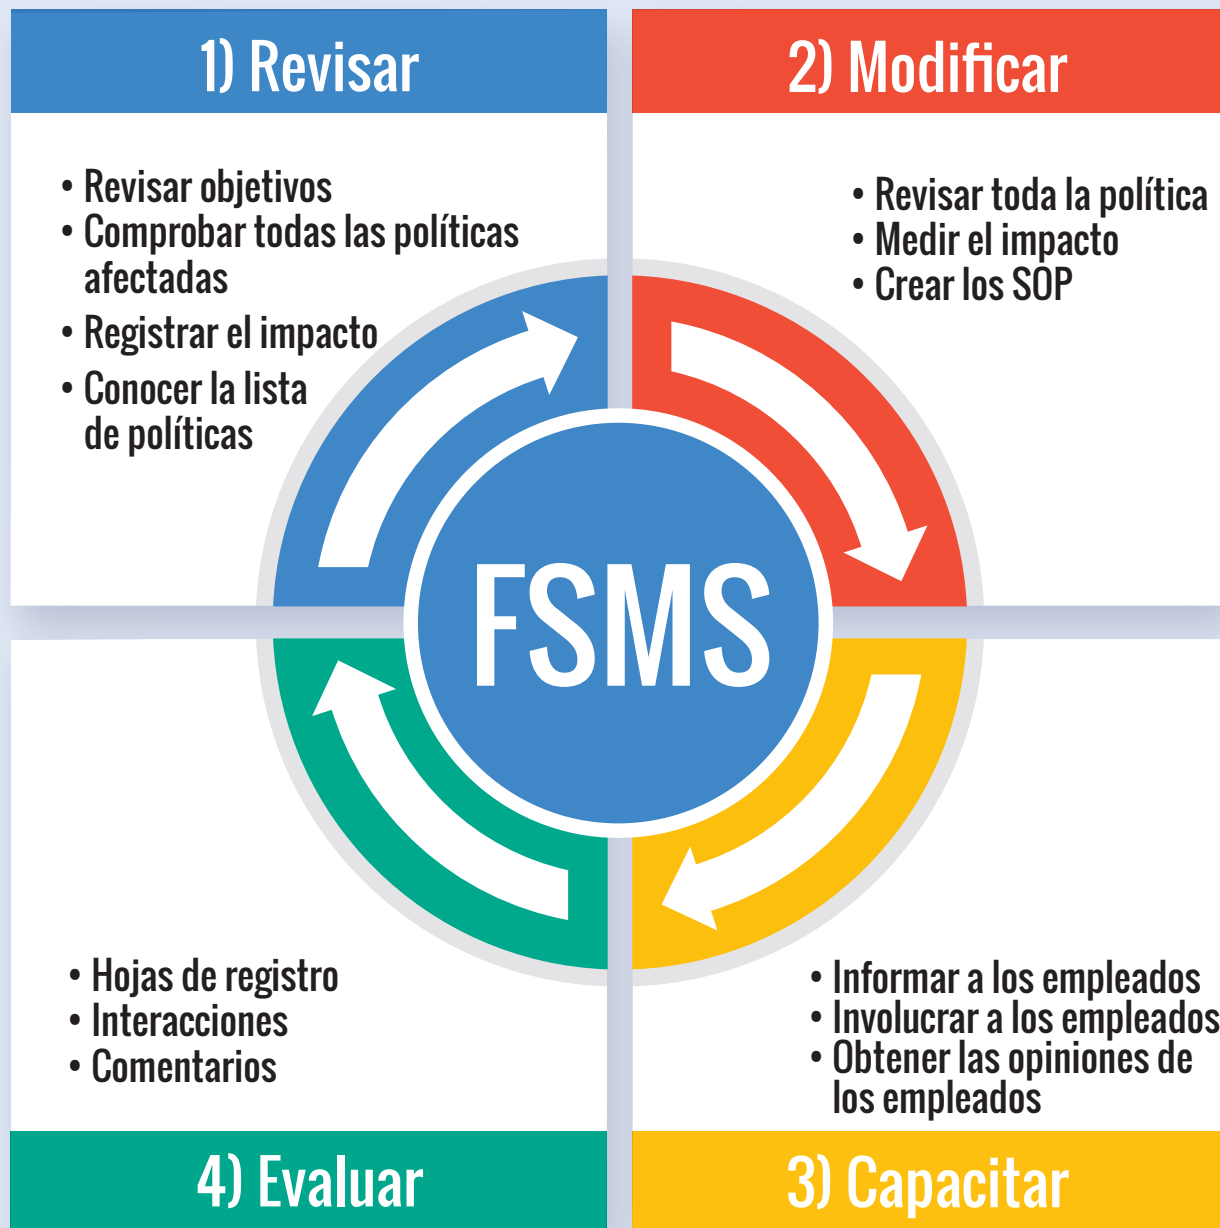 1) Revisar
• Revisar objetivos
• Comprobar todas las políticas
afectadas
• Registrar el impacto
• Conocer la lista
de políticas
2) Modificar
• Revisar toda la política
• Medir el impacto
• Crear los SOP
FSMS
• Informar a los empleados
• Involucrar a los empleados
• Obtener las opiniones de
los empleados
3) Capacitar
• Hojas de registro
• Interacciones
• Comentarios
4) Evaluar